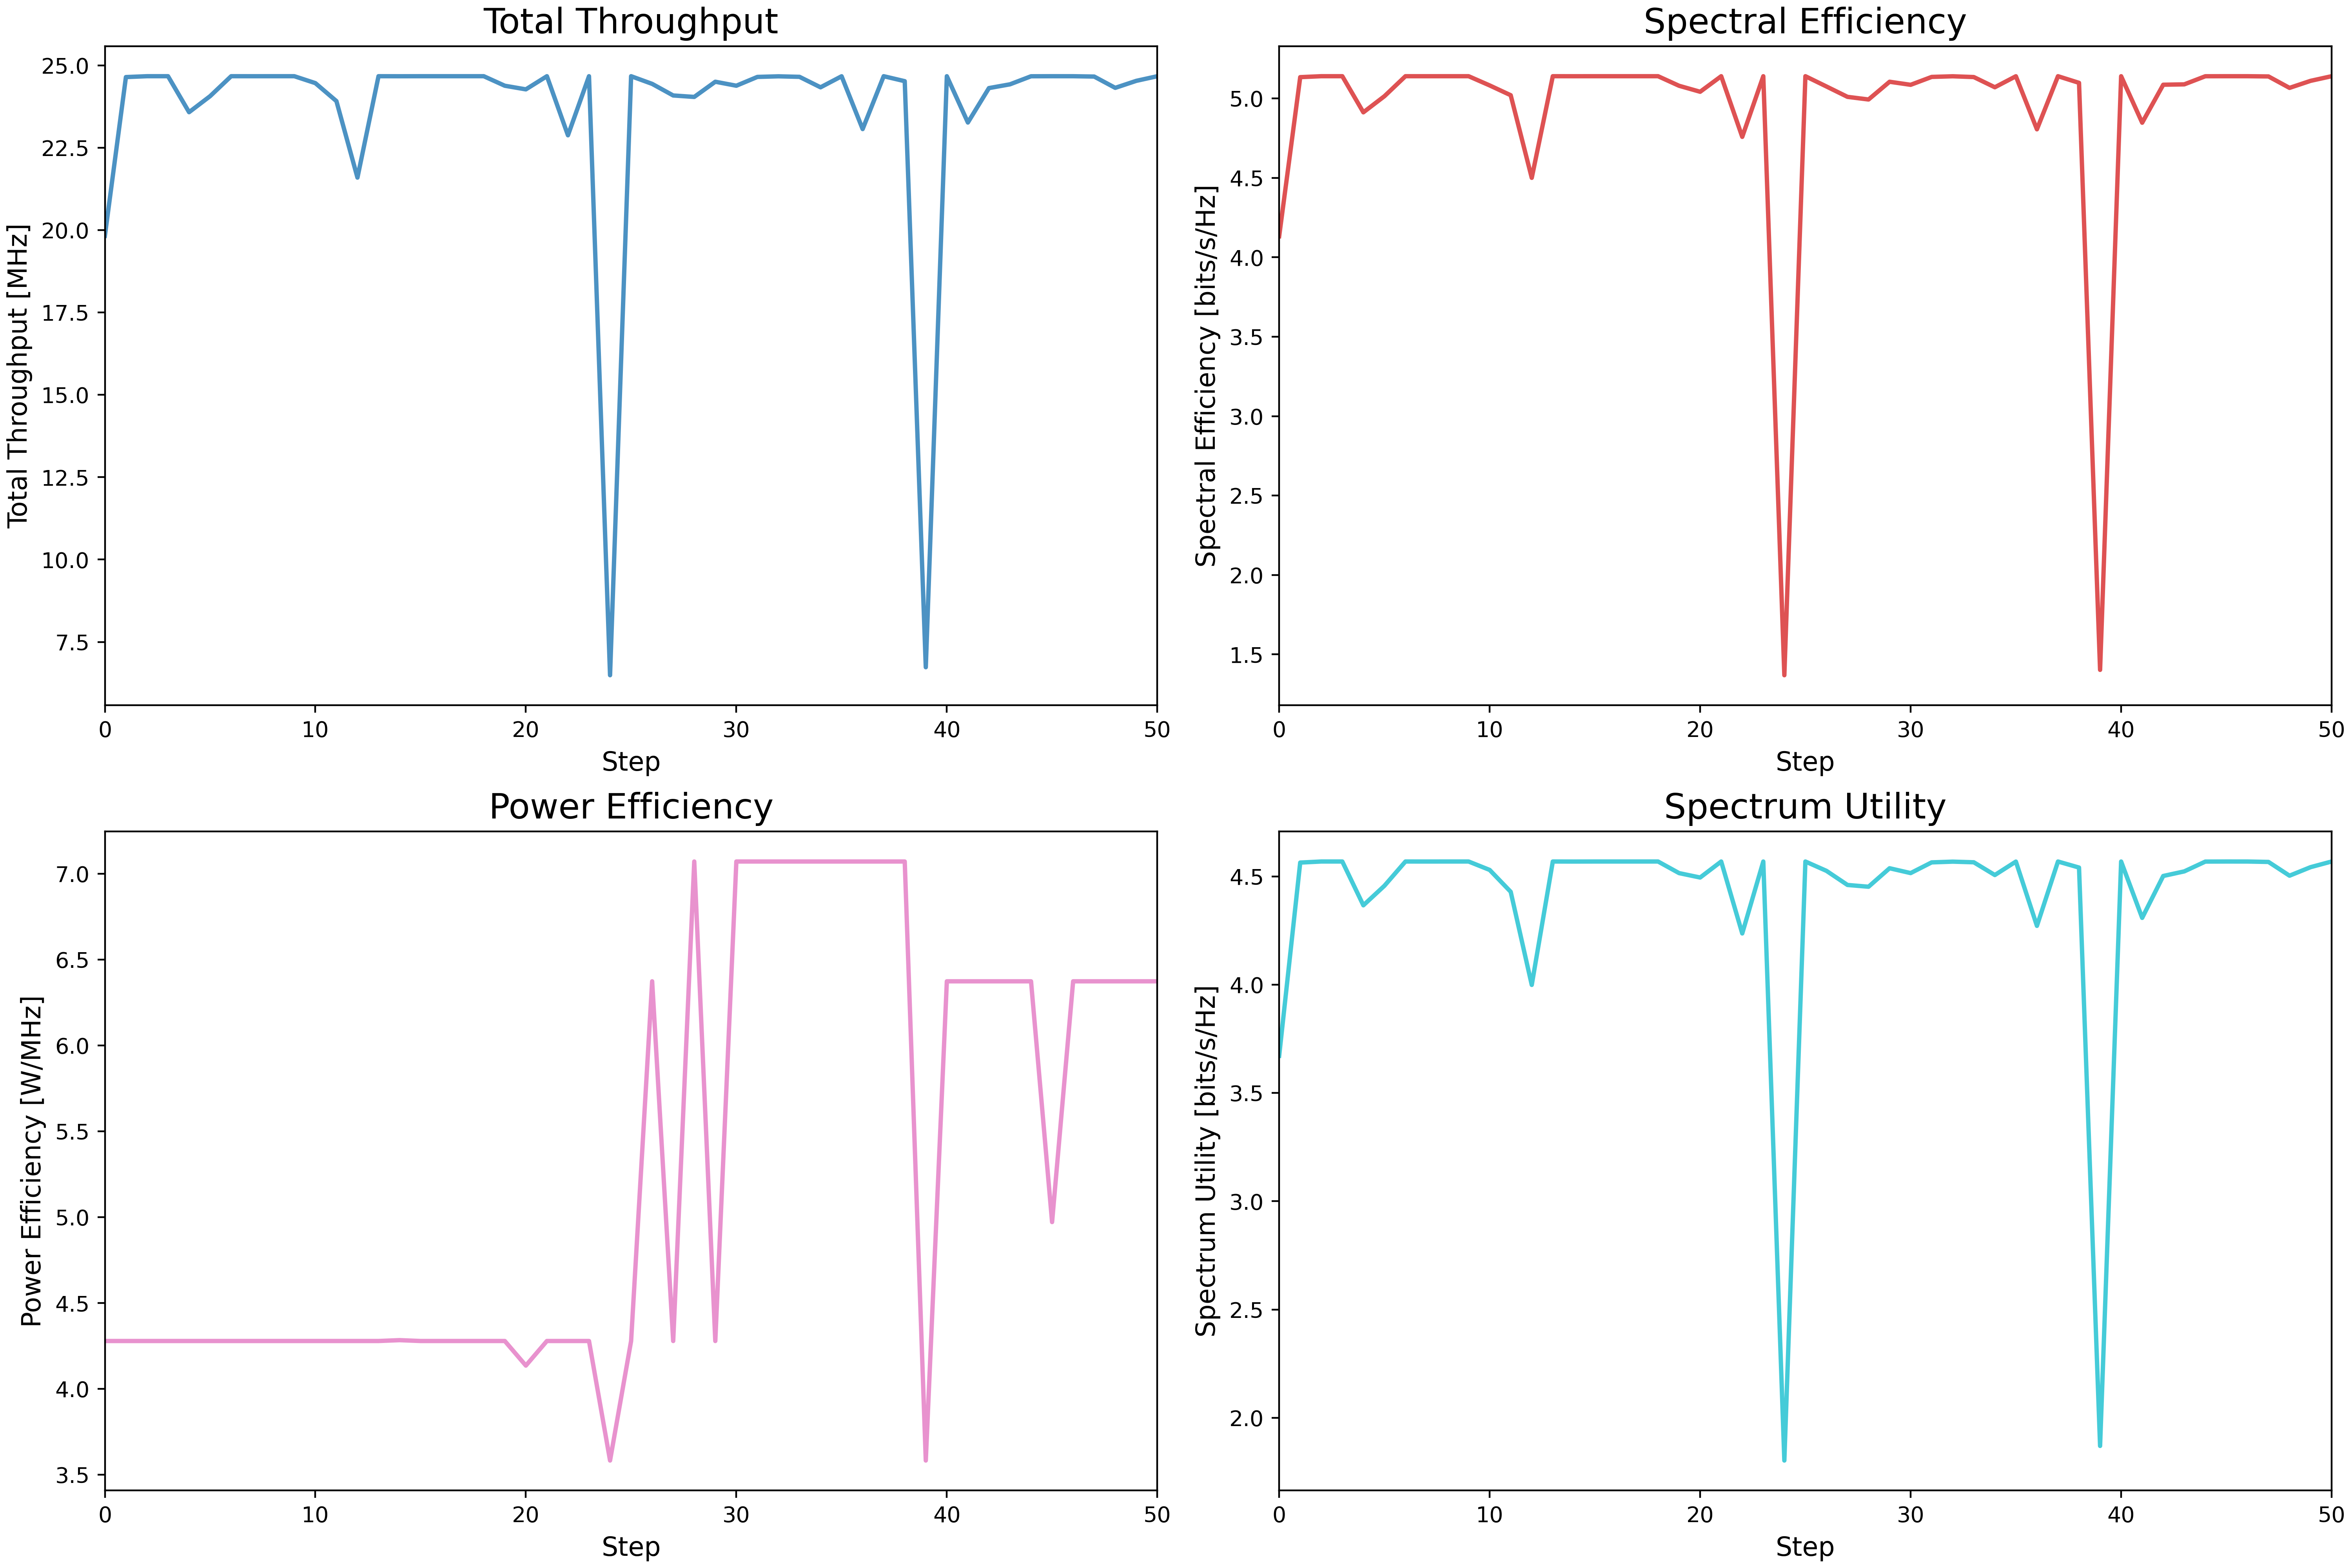 Total Throughput
Total Throughput [MHz]
25.0
22.5
20.0
17.5
15.0
12.5
10.0
7.5
0 10 20 30 40 50
Step
Spectral Efficiency
Spectral Efficiency [bits/s/Hz]
5.0
4.5
4.0
3.5
3.0
2.5
2.0
1.5
0 10 20 30 40 50
Step
Power Efficiency
Power Efficiency [W/MHz]
7.0
6.5
6.0
5.5
5.0
4.5
4.0
3.5
0 10 20 30 40 50
Step
Spectrum Utility
Spectrum Utility [bits/s/Hz]
4.5
4.0
3.5
3.0
2.5
2.0
0 10 20 30 40 50
Step